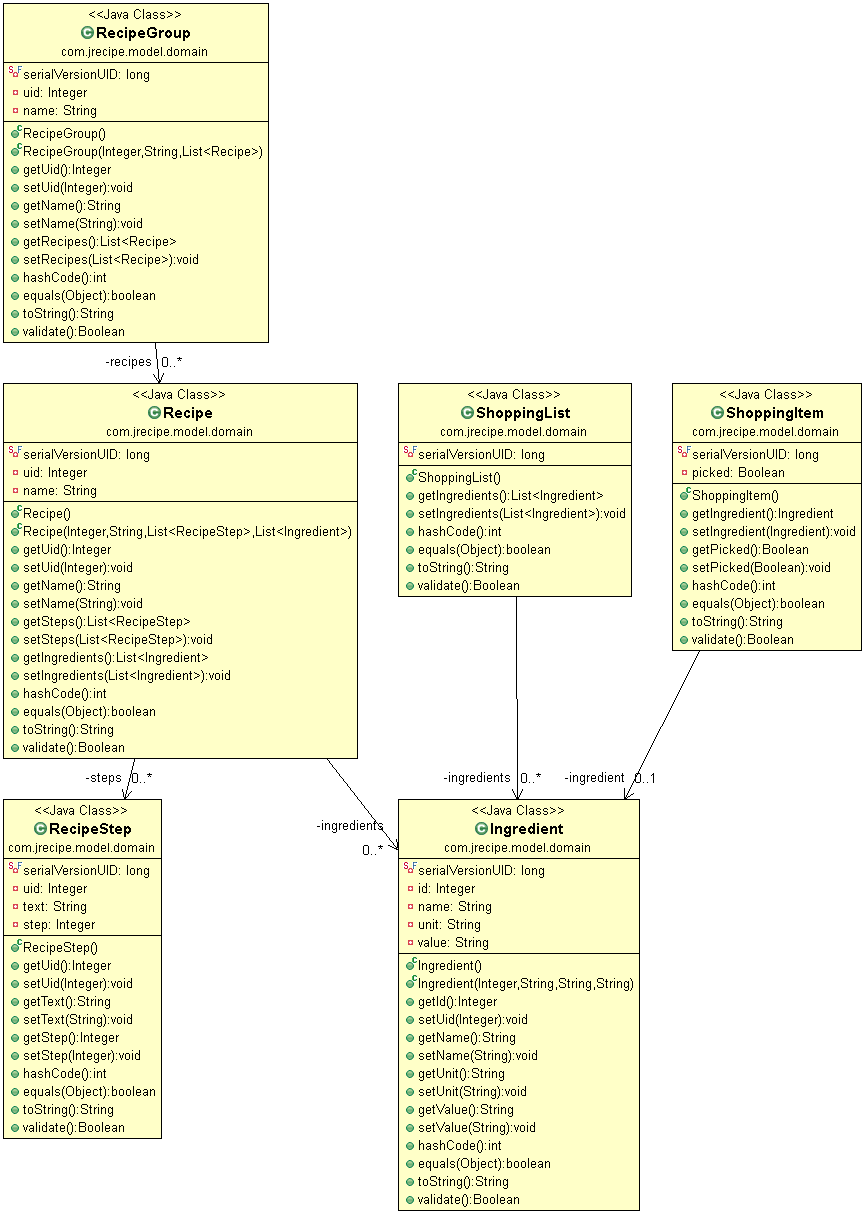 <<Java Class>>
RecipeGroup
com.jrecipe.model.domain
serialVersionUID: long
uid: Integer
name: String
RecipeGroup()
RecipeGroup(Integer,String,List<Recipe>)
getUid():Integer
setUid(Integer):void
getName():String
setName(String):void
getRecipes():List<Recipe>
setRecipes(List<Recipe>):void
hashCode():int
equals(Object):boolean
toString():String
validate():Boolean
-recipes 0..*
<<Java Class>>
Recipe
com.jrecipe.model.domain
serialVersionUID: long
uid: Integer
name: String
Recipe()
Recipe(Integer,String,List<RecipeStep>,List<Ingredient>)
getUid():Integer
setUid(Integer):void
getName():String
setName(String):void
getSteps():List<RecipeStep>
setSteps(List<RecipeStep>):void
getIngredients():List<Ingredient>
setIngredients(List<Ingredient>):void
hashCode():int
equals(Object):boolean
toString():String
validate():Boolean
<<Java Class>>
ShoppingList
com.jrecipe.model.domain
serialVersionUID: long
ShoppingList()
getIngredients():List<Ingredient>
setIngredients(List<Ingredient>):void
hashCode():int
equals(Object):boolean
toString():String
validate():Boolean
<<Java Class>>
ShoppingItem
com.jrecipe.model.domain
serialVersionUID: long
picked: Boolean
ShoppingItem()
getIngredient():Ingredient
setIngredient(Ingredient):void
getPicked():Boolean
setPicked(Boolean):void
hashCode():int
equals(Object):boolean
toString():String
validate():Boolean
-steps 0..*
-ingredients 0..*
-ingredients 0..*
-ingredient 0..1
<<Java Class>>
RecipeStep
com.jrecipe.model.domain
serialVersionUID: long
uid: Integer
text: String
step: Integer
RecipeStep()
getUid():Integer
setUid(Integer):void
getText():String
setText(String):void
getStep():Integer
setStep(Integer):void
hashCode():int
equals(Object):boolean
toString():String
validate():Boolean
<<Java Class>>
Ingredient
com.jrecipe.model.domain
serialVersionUID: long
id: Integer
name: String
unit: String
value: String
Ingredient()
Ingredient(Integer,String,String,String)
getId():Integer
setUid(Integer):void
getName():String
setName(String):void
getUnit():String
setUnit(String):void
getValue():String
setValue(String):void
hashCode():int
equals(Object):boolean
toString():String
validate():Boolean